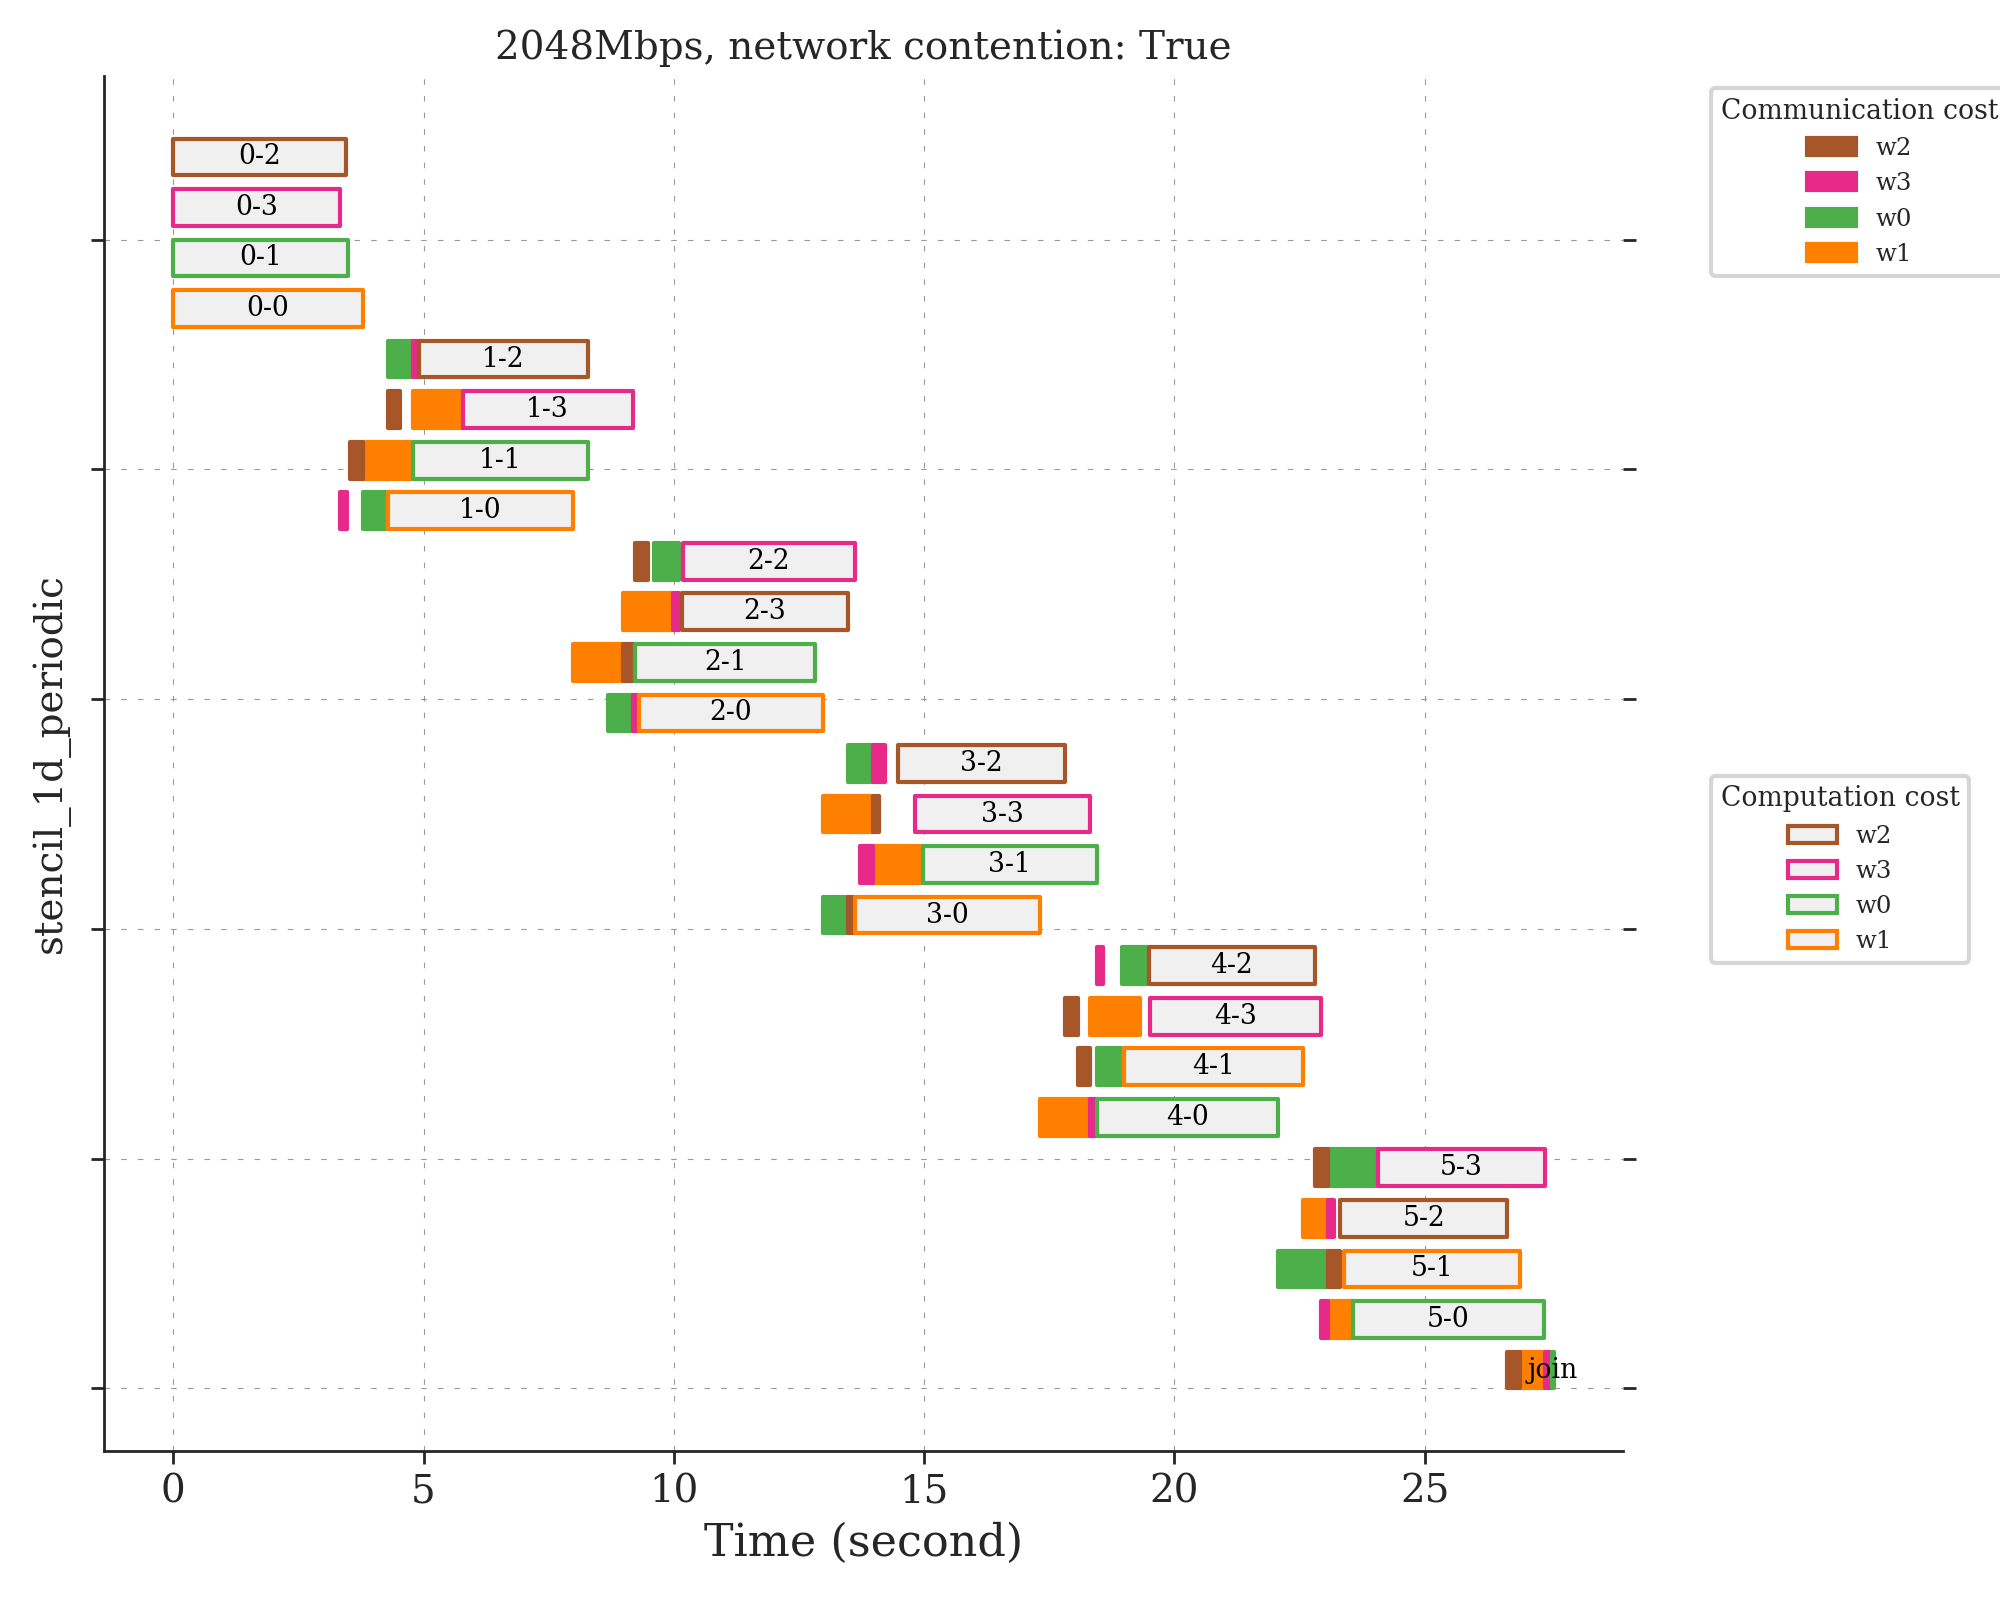 2048Mbps, network contention: True
Communication cost
w2
w3
w0
w1
0-2
0-3
0-1
0-0
1-2
1-3
1-1
1-0
2-2
2-3
2-1
2-0
3-2
3-3
3-1
3-0
4-2
4-3
4-1
4-0
5-3
5-2
5-1
5-0
join
Computation cost
w2
w3
w0
w1
stencil_1d_periodic
0 5 10 15 20 25
Time (second)